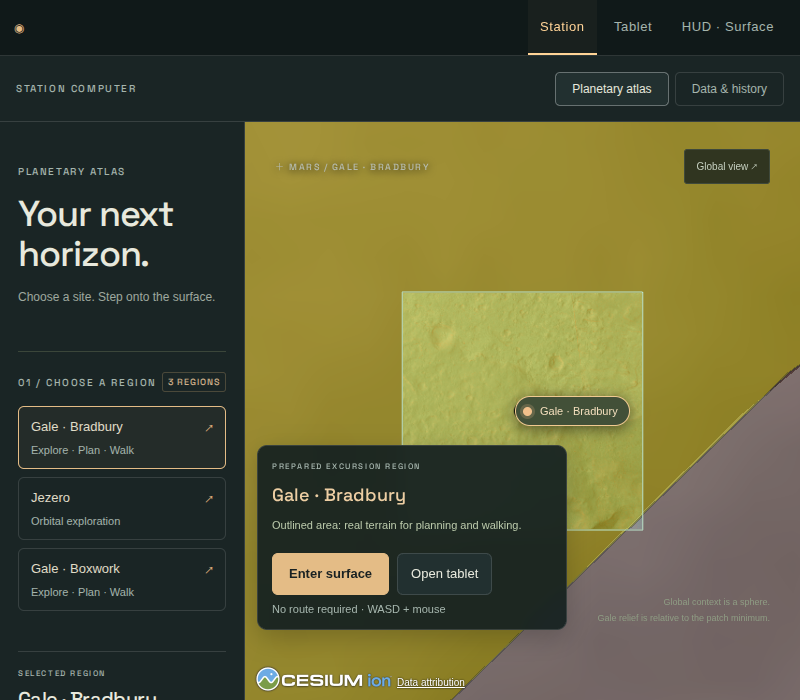 Station Tablet HUD · Surface
STATION COMPUTER
Planetary atlas Data & history
PLANETARY ATLAS
Your next
horizon.
Choose a site. Step onto the surface.
01 / CHOOSE A REGION 3 REGIONS
Gale · Bradbury ↗
Explore · Plan · Walk
Jezero ↗
Orbital exploration
Gale · Boxwork ↗
Explore · Plan · Walk
SELECTED REGION
Gale · Bradbury
MARS / GALE · BRADBURY
Global view ↗
Gale · Bradbury
PREPARED EXCURSION REGION
Gale · Bradbury
Outlined area: real terrain for planning and walking.
Enter surface Open tablet
No route required · WASD + mouse
Global context is a sphere.
Gale relief is relative to the patch minimum.
CESIUM ion Data attribution